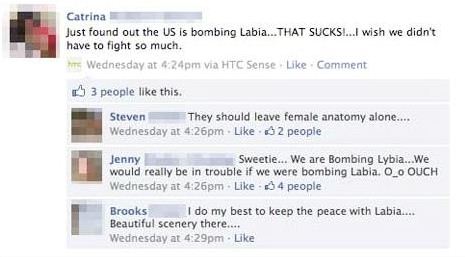 Catrina
Just found out the US is bombing Labia...THAT SUCKS!...I wish we didn't
have to fight so much.
htc Wednesday at 4:24pm via HTC Sense · Like · Comment
3 people like this.
Steven They should leave female anatomy alone....
Wednesday at 4:26pm · Like · 2 people
Jenny Sweetie... We are Bombing Lybia...We
would really be in trouble if we were bombing Labia. O_o OUCH
Wednesday at 4:26pm · Like · 4 people
Brooks I do my best to keep the peace with Labia....
Beautiful scenery there....
Wednesday at 4:29pm · Like